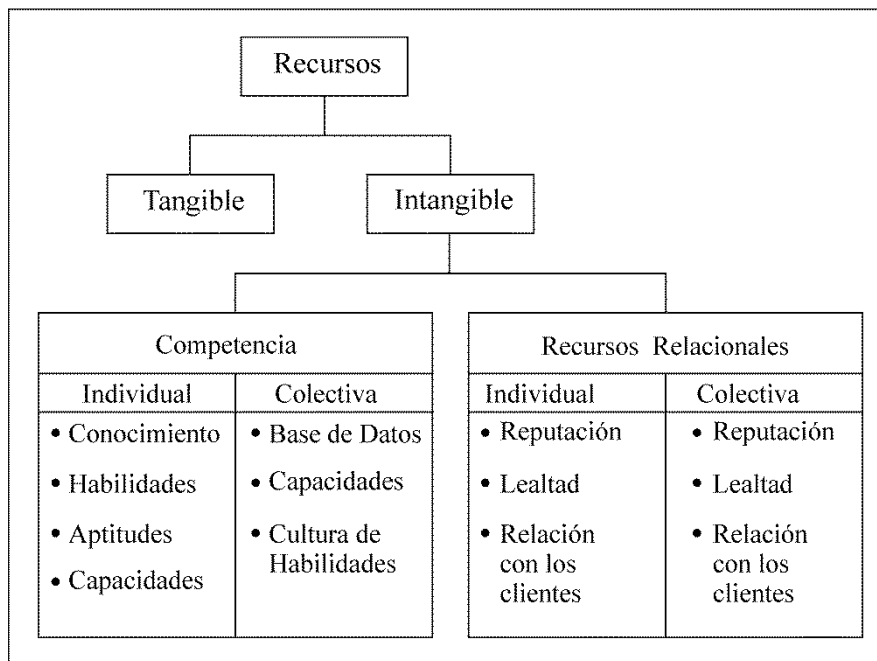 Recursos
Tangible
Intangible
Competencia
Individual
Colectiva
• Conocimiento
• Habilidades
• Aptitudes
• Capacidades
• Base de Datos
• Capacidades
• Cultura de
Habilidades
Recursos Relacionales
Individual
Colectiva
• Reputación
• Lealtad
• Relación
con los
clientes
• Reputación
• Lealtad
• Relación
con los
clientes